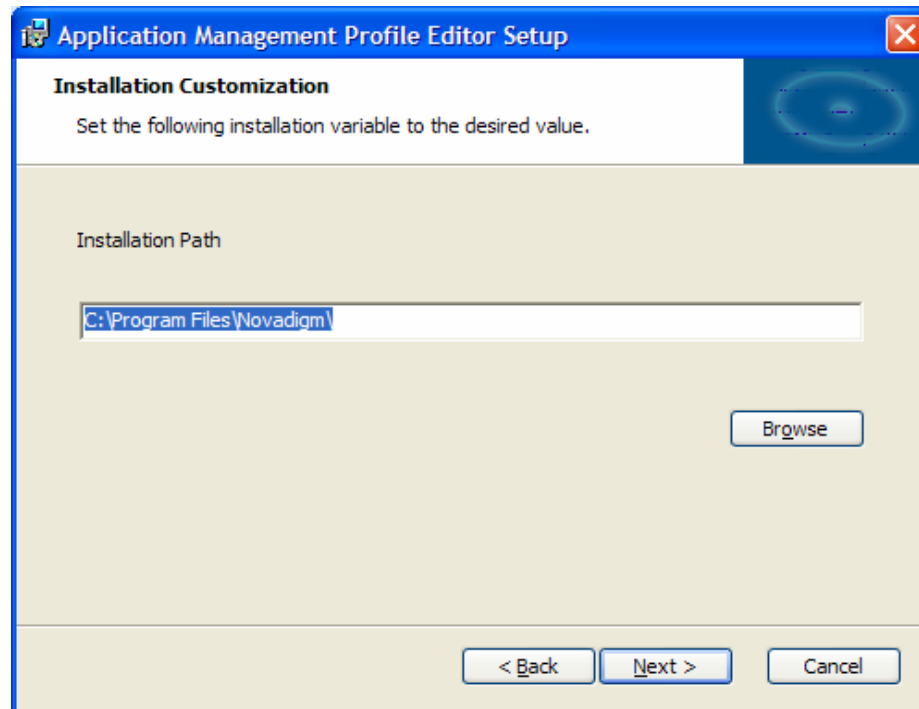 Application Management Profile Editor Setup
Installation Customization
Set the following installation variable to the desired value.
Installation Path
C:\Program Files\Novadigm\
Browse
< Back
Next >
Cancel